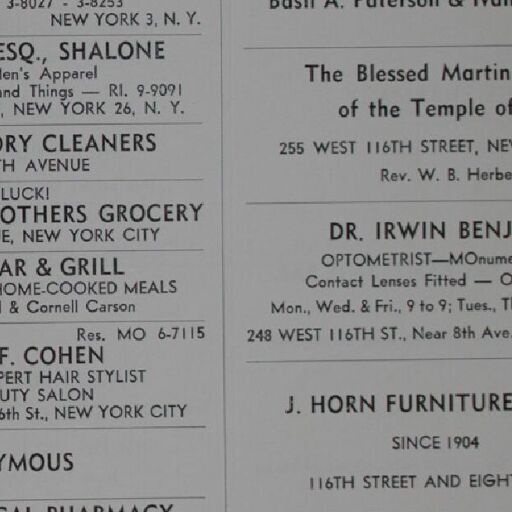 3-8027 - 3-8253
NEW YORK 3, N. Y.
ESQ., SHALONE
Men's Apparel
and Things — RI. 9-9091
, NEW YORK 26, N. Y.
ORY CLEANERS
TH AVENUE
LUCK!
OTHERS GROCERY
E, NEW YORK CITY
AR & GRILL
HOME-COOKED MEALS
& Cornell Carson
Res. MO 6-7115
F. COHEN
PERT HAIR STYLIST
UTY SALON
6th St., NEW YORK CITY
YMOUS
CAL PHARMACY
Basil A. Paterson & Ivan
The Blessed Martin
of the Temple of
255 WEST 116TH STREET, NEW
Rev. W. B. Herbe
DR. IRWIN BENJ
OPTOMETRIST—MOnume
Contact Lenses Fitted — O
Mon., Wed. & Fri., 9 to 9; Tues., T
248 WEST 116TH ST., Near 8th Ave.
J. HORN FURNITURE
SINCE 1904
116TH STREET AND EIGH